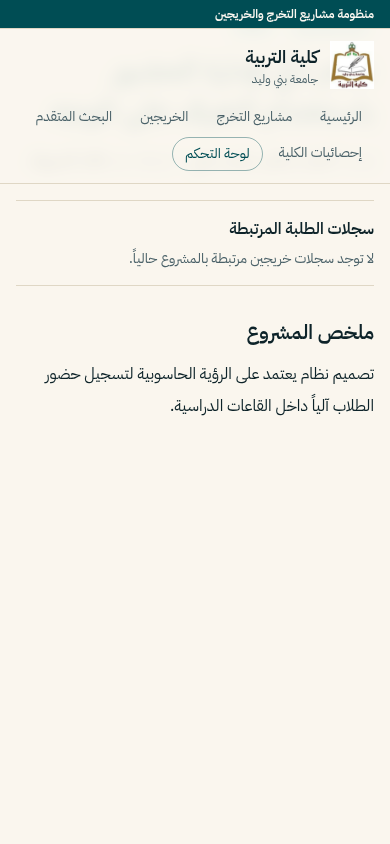 منظومة مشاريع التخرج والخريجين
كلية التربية
جامعة بني وليد
الرئيسية
مشاريع التخرج
الخريجين
البحث المتقدم
إحصائيات الكلية
لوحة التحكم
سجلات الطلبة المرتبطة
لا توجد سجلات خريجين مرتبطة بالمشروع حالياً.
ملخص المشروع
تصميم نظام يعتمد على الرؤية الحاسوبية لتسجيل حضور
الطلاب آلياً داخل القاعات الدراسية.